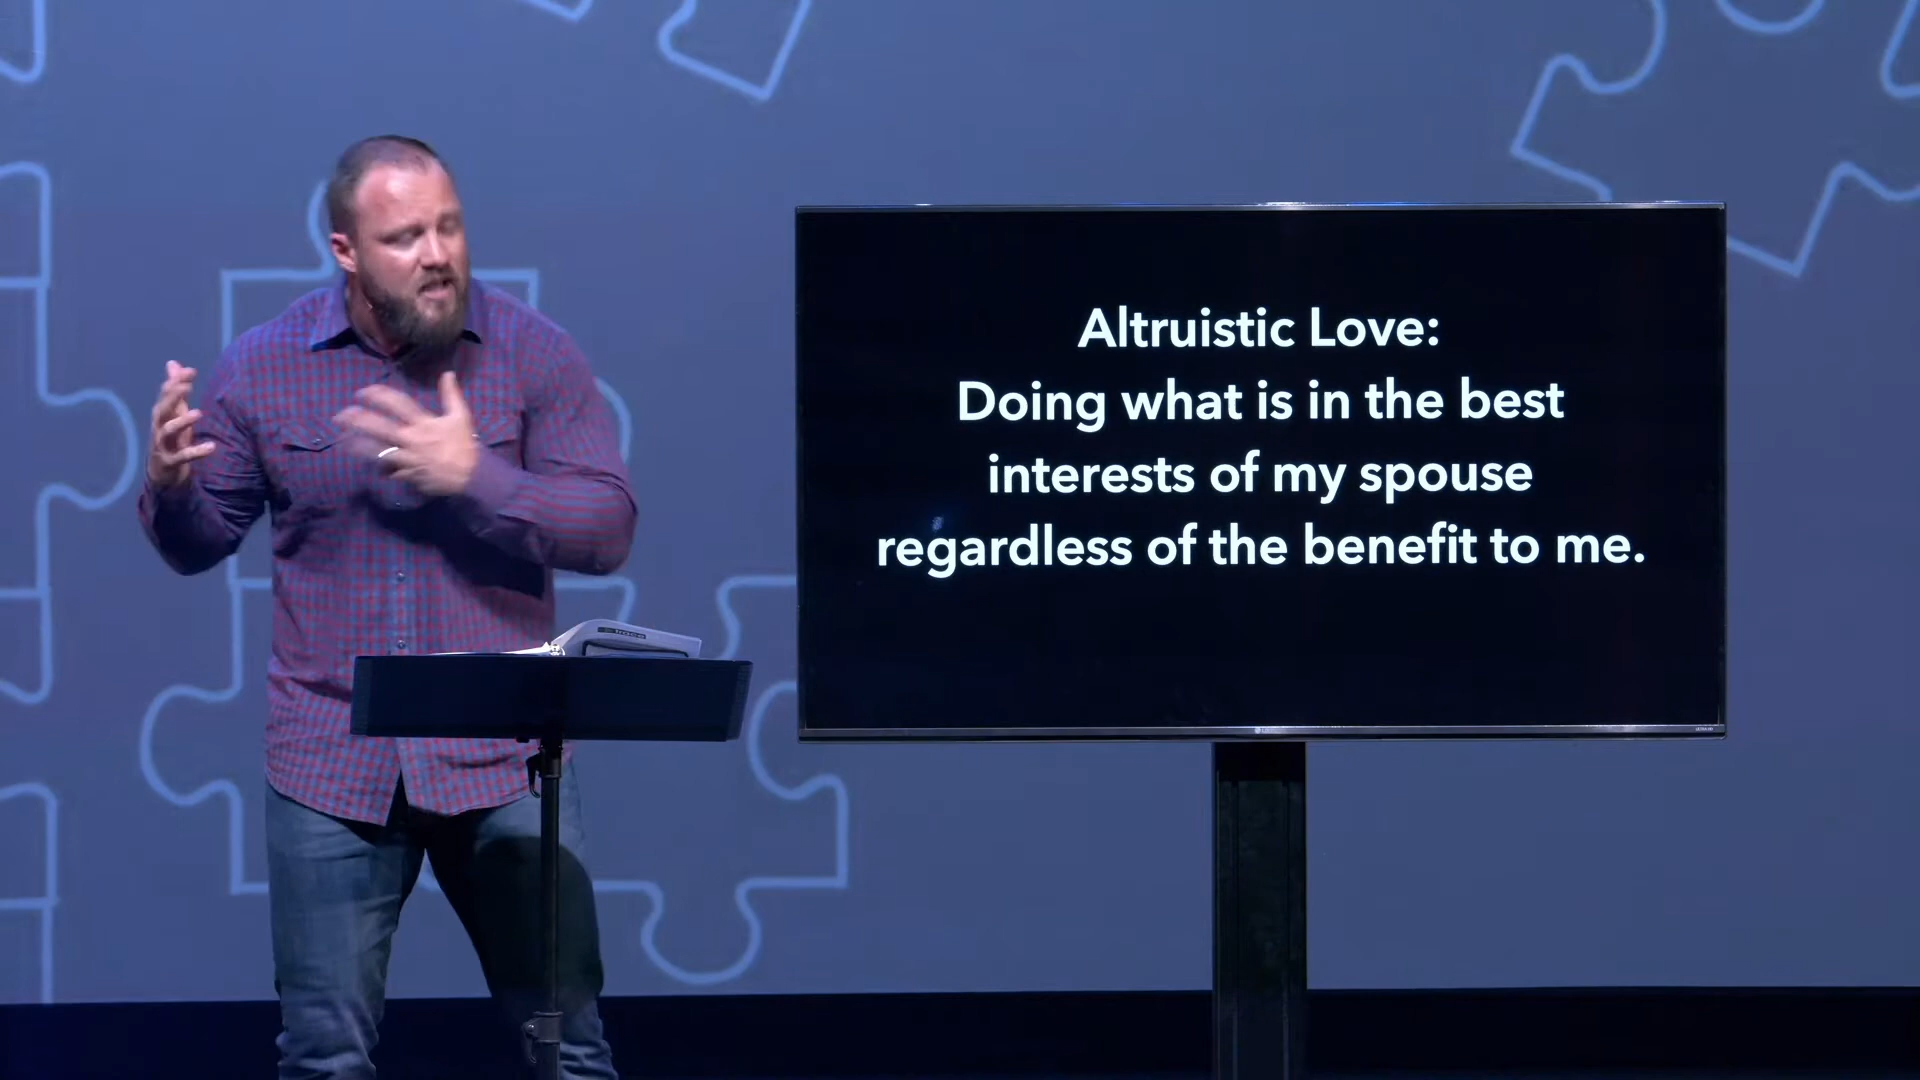 Altruistic Love:
Doing what is in the best
interests of my spouse
regardless of the benefit to me.